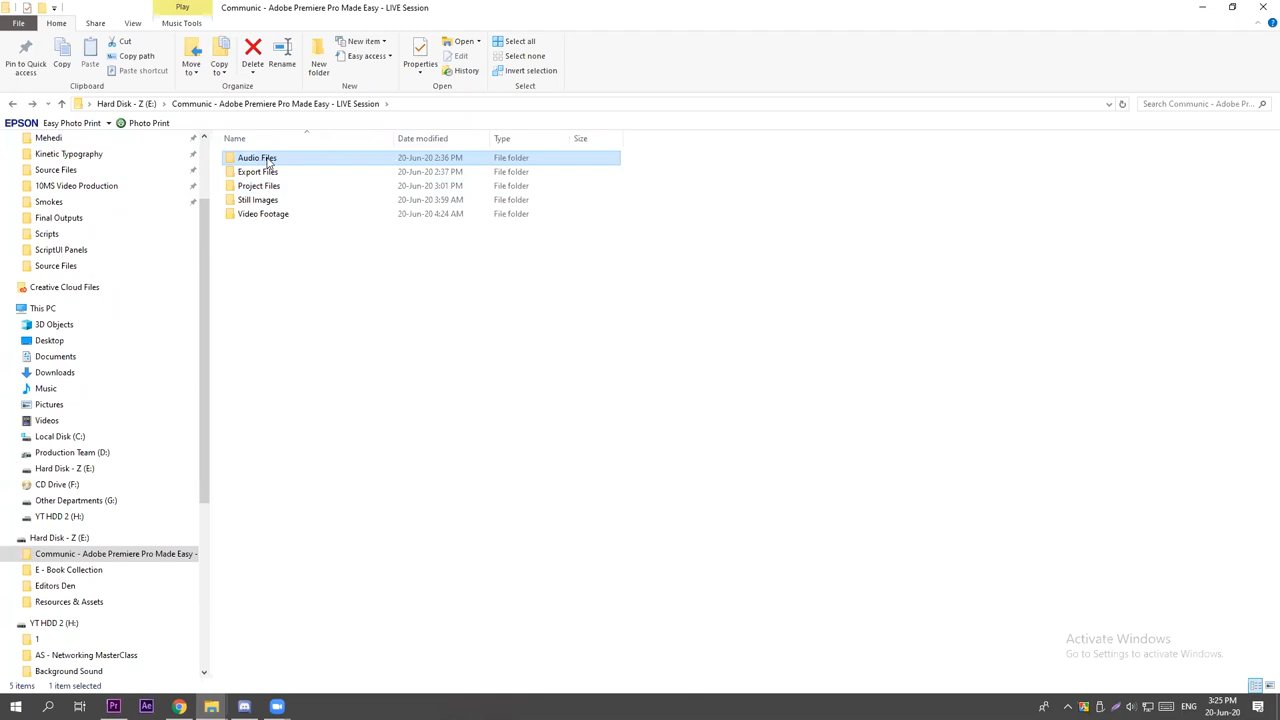 Play
Communic - Adobe Premiere Pro Made Easy - LIVE Session
File
Home
Share
View
Music Tools
Pin to Quick access
Copy
Paste
Cut
Copy path
Paste shortcut
Clipboard
Move to
Copy to
Delete
Rename
Organize
New folder
New item
Easy access
New
Properties
Open
Edit
History
Open
Select all
Select none
Invert selection
Select
Hard Disk - Z (E:)
Communic - Adobe Premiere Pro Made Easy - LIVE Session
Search Communic - Adobe Pr...
EPSON Easy Photo Print Photo Print
Name Date modified Type Size
Audio Files 20-Jun-20 2:36 PM File folder
Export Files 20-Jun-20 2:37 PM File folder
Project Files 20-Jun-20 3:01 PM File folder
Still Images 20-Jun-20 3:59 AM File folder
Video Footage 20-Jun-20 4:24 AM File folder
Mehedi
Kinetic Typography
Source Files
10MS Video Production
Smokes
Final Outputs
Scripts
ScriptUI Panels
Source Files
Creative Cloud Files
This PC
3D Objects
Desktop
Documents
Downloads
Music
Pictures
Videos
Local Disk (C:)
Production Team (D:)
Hard Disk - Z (E:)
CD Drive (F:)
Other Departments (G:)
YT HDD 2 (H:)
Hard Disk - Z (E:)
Communic - Adobe Premiere Pro Made Easy -
E - Book Collection
Editors Den
Resources & Assets
YT HDD 2 (H:)
1
AS - Networking MasterClass
Background Sound
Activate Windows
Go to Settings to activate Windows.
5 items 1 item selected
Pr
Ae
ENG
3:25 PM
20-Jun-20